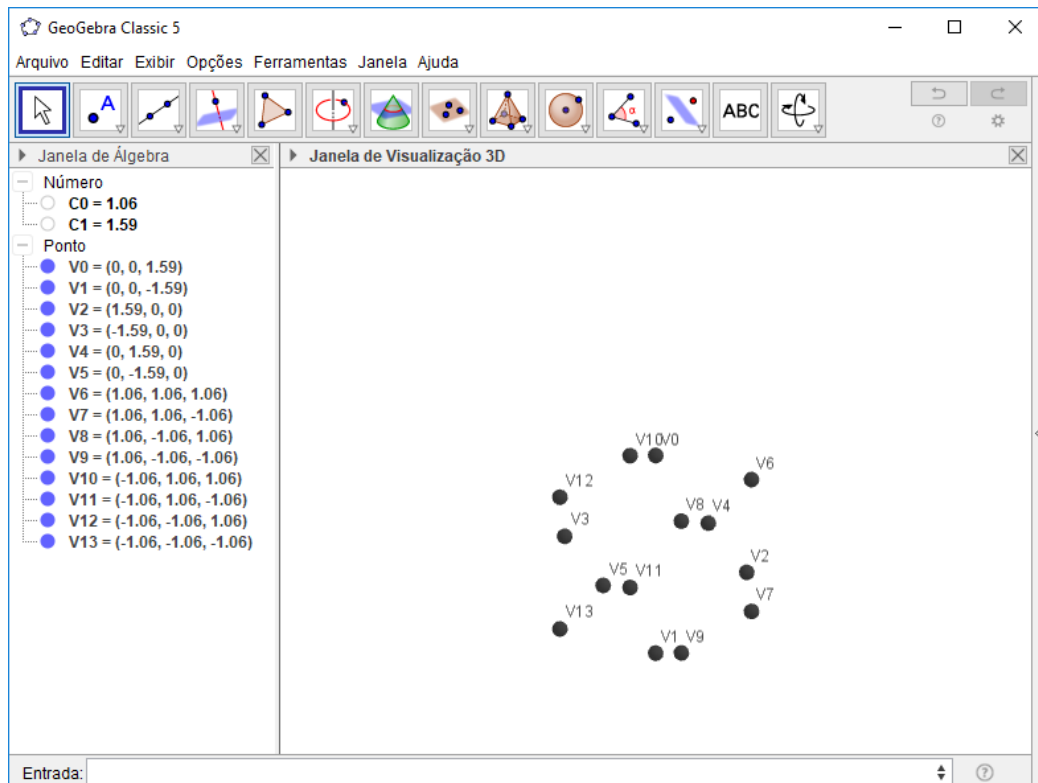 GeoGebra Classic 5
Arquivo Editar Exibir Opções Ferramentas Janela Ajuda
A
α
ABC
Janela de Álgebra
Janela de Visualização 3D
Número
C0 = 1.06
C1 = 1.59
Ponto
V0 = (0, 0, 1.59)
V1 = (0, 0, -1.59)
V2 = (1.59, 0, 0)
V3 = (-1.59, 0, 0)
V4 = (0, 1.59, 0)
V5 = (0, -1.59, 0)
V6 = (1.06, 1.06, 1.06)
V7 = (1.06, 1.06, -1.06)
V8 = (1.06, -1.06, 1.06)
V9 = (1.06, -1.06, -1.06)
V10 = (-1.06, 1.06, 1.06)
V11 = (-1.06, 1.06, -1.06)
V12 = (-1.06, -1.06, 1.06)
V13 = (-1.06, -1.06, -1.06)
V10 V0
V6
V12
V8 V4
V3
V2
V5 V11
V7
V13
V1 V9
Entrada: